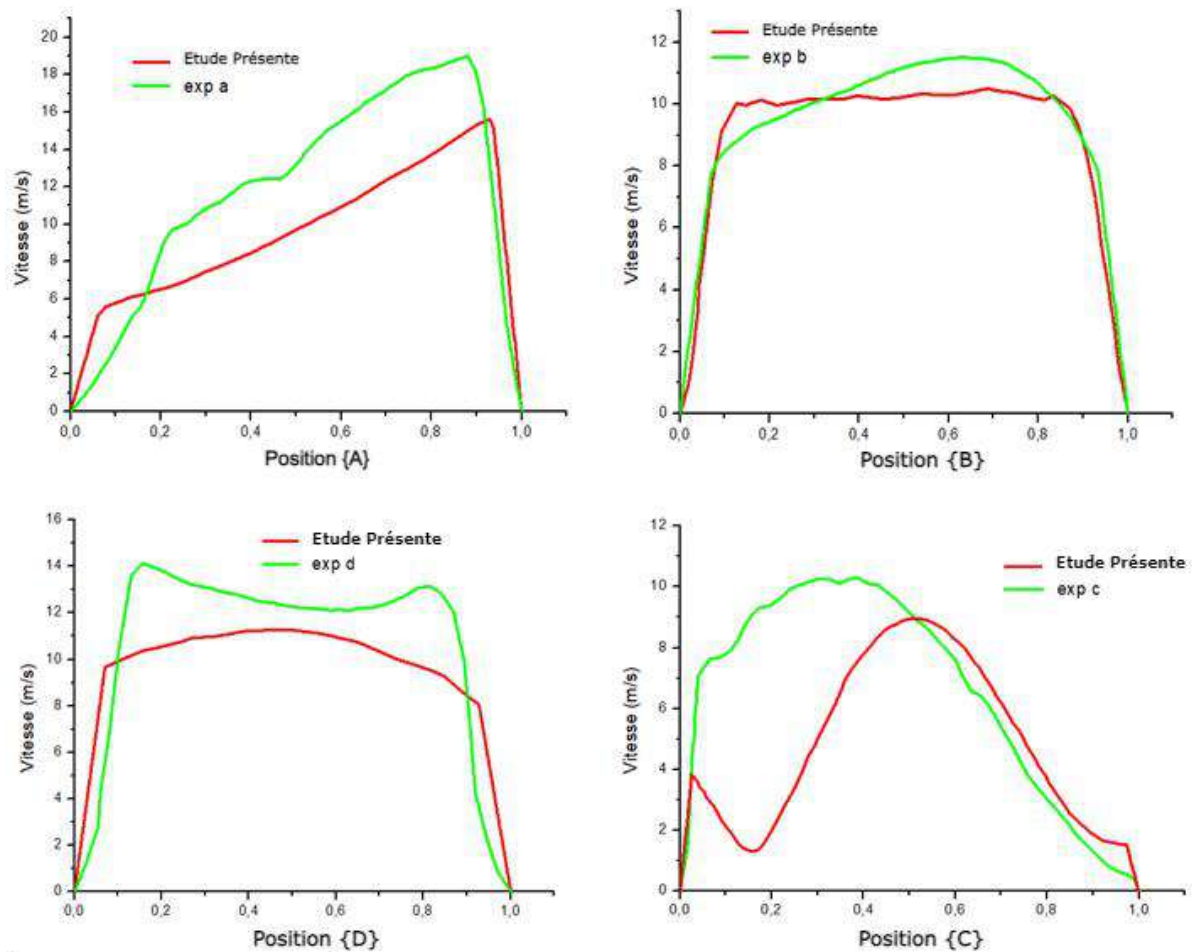 Etude Présente
exp a
Vitesse (m/s)
20
18
16
14
12
10
8
6
4
2
0
0,0 0,2 0,4 0,6 0,8 1,0
Position {A}
Etude Présente
exp b
Vitesse (m/s)
12
10
8
6
4
2
0
0,0 0,2 0,4 0,6 0,8 1,0
Position {B}
Etude Présente
exp d
Vitesse (m/s)
16
14
12
10
8
6
4
2
0
0,0 0,2 0,4 0,6 0,8 1,0
Position {D}
Etude Présente
exp c
Vitesse (m/s)
12
10
8
6
4
2
0
0,0 0,2 0,4 0,6 0,8 1,0
Position {C}